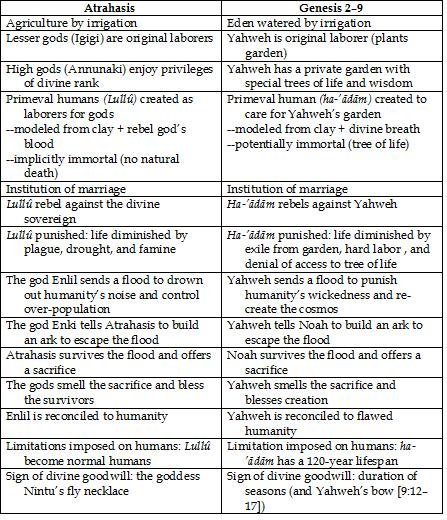 Atrahasis
Genesis 2–9
Agriculture by irrigation
Eden watered by irrigation
Lesser gods (Igigi) are original laborers
Yahweh is original laborer (plants
garden)
High gods (Annunaki) enjoy privileges
of divine rank
Yahweh has a private garden with
special trees of life and wisdom
Primeval humans (Lullû) created as
laborers for gods
--modeled from clay + rebel god's
blood
--implicitly immortal (no natural
death)
Primeval human (ha-'ādām) created to
care for Yahweh's garden
--modeled from clay + divine breath
--potentially immortal (tree of life)
Institution of marriage
Institution of marriage
Lullû rebel against the divine
sovereign
Ha-'ādām rebels against Yahweh
Lullû punished: life diminished by
plague, drought, and famine
Ha-'ādām punished: life diminished by
exile from garden, hard labor , and
denial of access to tree of life
The god Enlil sends a flood to drown
out humanity's noise and control
over-population
Yahweh sends a flood to punish
humanity's wickedness and re-
create the cosmos
The god Enki tells Atrahasis to build
an ark to escape the flood
Yahweh tells Noah to build an ark to
escape the flood
Atrahasis survives the flood and offers
a sacrifice
Noah survives the flood and offers a
sacrifice
The gods smell the sacrifice and bless
the survivors
Yahweh smells the sacrifice and
blesses creation
Enlil is reconciled to humanity
Yahweh is reconciled to flawed
humanity
Limitations imposed on humans: Lullû
become normal humans
Limitation imposed on humans: ha-
'ādām has a 120-year lifespan
Sign of divine goodwill: the goddess
Nintu's fly necklace
Sign of divine goodwill: duration of
seasons (and Yahweh's bow [9:12–
17])